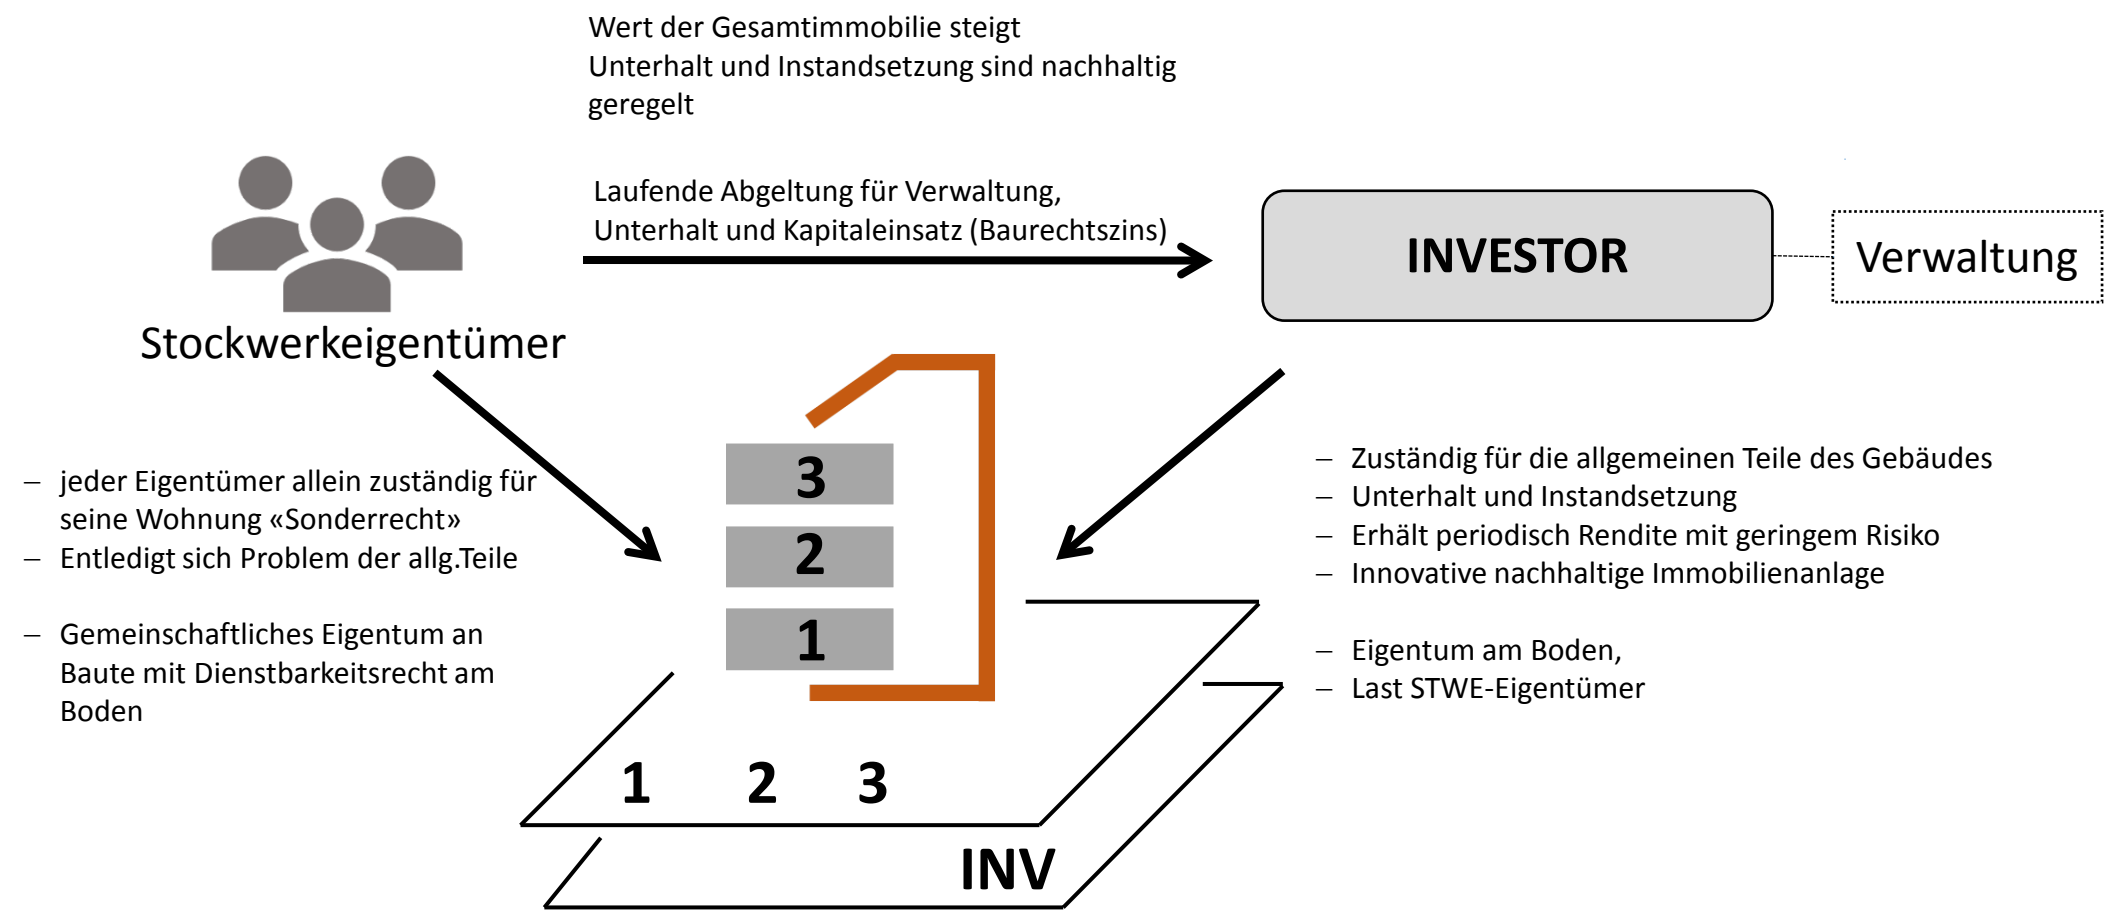 Wert der Gesamtimmobilie steigt
Unterhalt und Instandsetzung sind nachhaltig
geregelt
Laufende Abgeltung für Verwaltung,
Unterhalt und Kapitaleinsatz (Baurechtszins)
INVESTOR
Verwaltung
Stockwerkeigentümer
– jeder Eigentümer allein zuständig für
seine Wohnung «Sonderrecht»
– Entledigt sich Problem der allg.Teile
– Gemeinschaftliches Eigentum an
Baute mit Dienstbarkeitsrecht am
Boden
3
2
1
– Zuständig für die allgemeinen Teile des Gebäudes
– Unterhalt und Instandsetzung
– Erhält periodisch Rendite mit geringem Risiko
– Innovative nachhaltige Immobilienanlage
– Eigentum am Boden,
– Last STWE-Eigentümer
1 2 3
INV